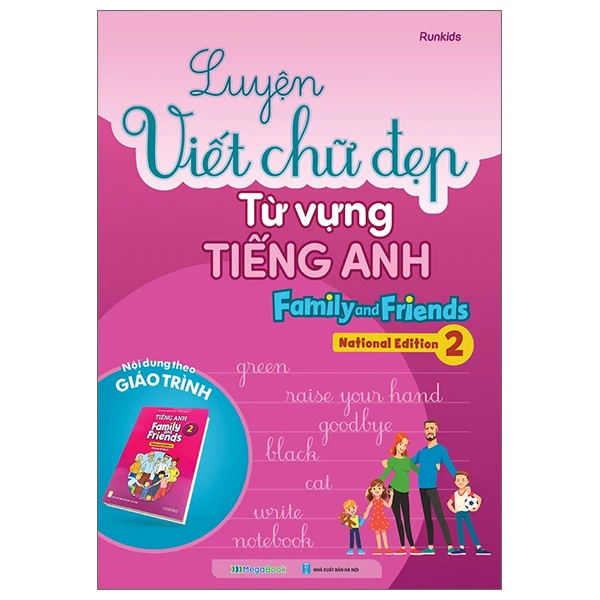 Runkids
Luyện
Viết chữ đẹp
Từ vựng
TIẾNG ANH
Family and Friends
National Edition 2
Nội dung theo
GIÁO TRÌNH
TIẾNG ANH
Family and Friends 2
OXFORD
green
raise your hand
goodbye
black
cat
write
notebook
MegaBook
NHÀ XUẤT BẢN HÀ NỘI